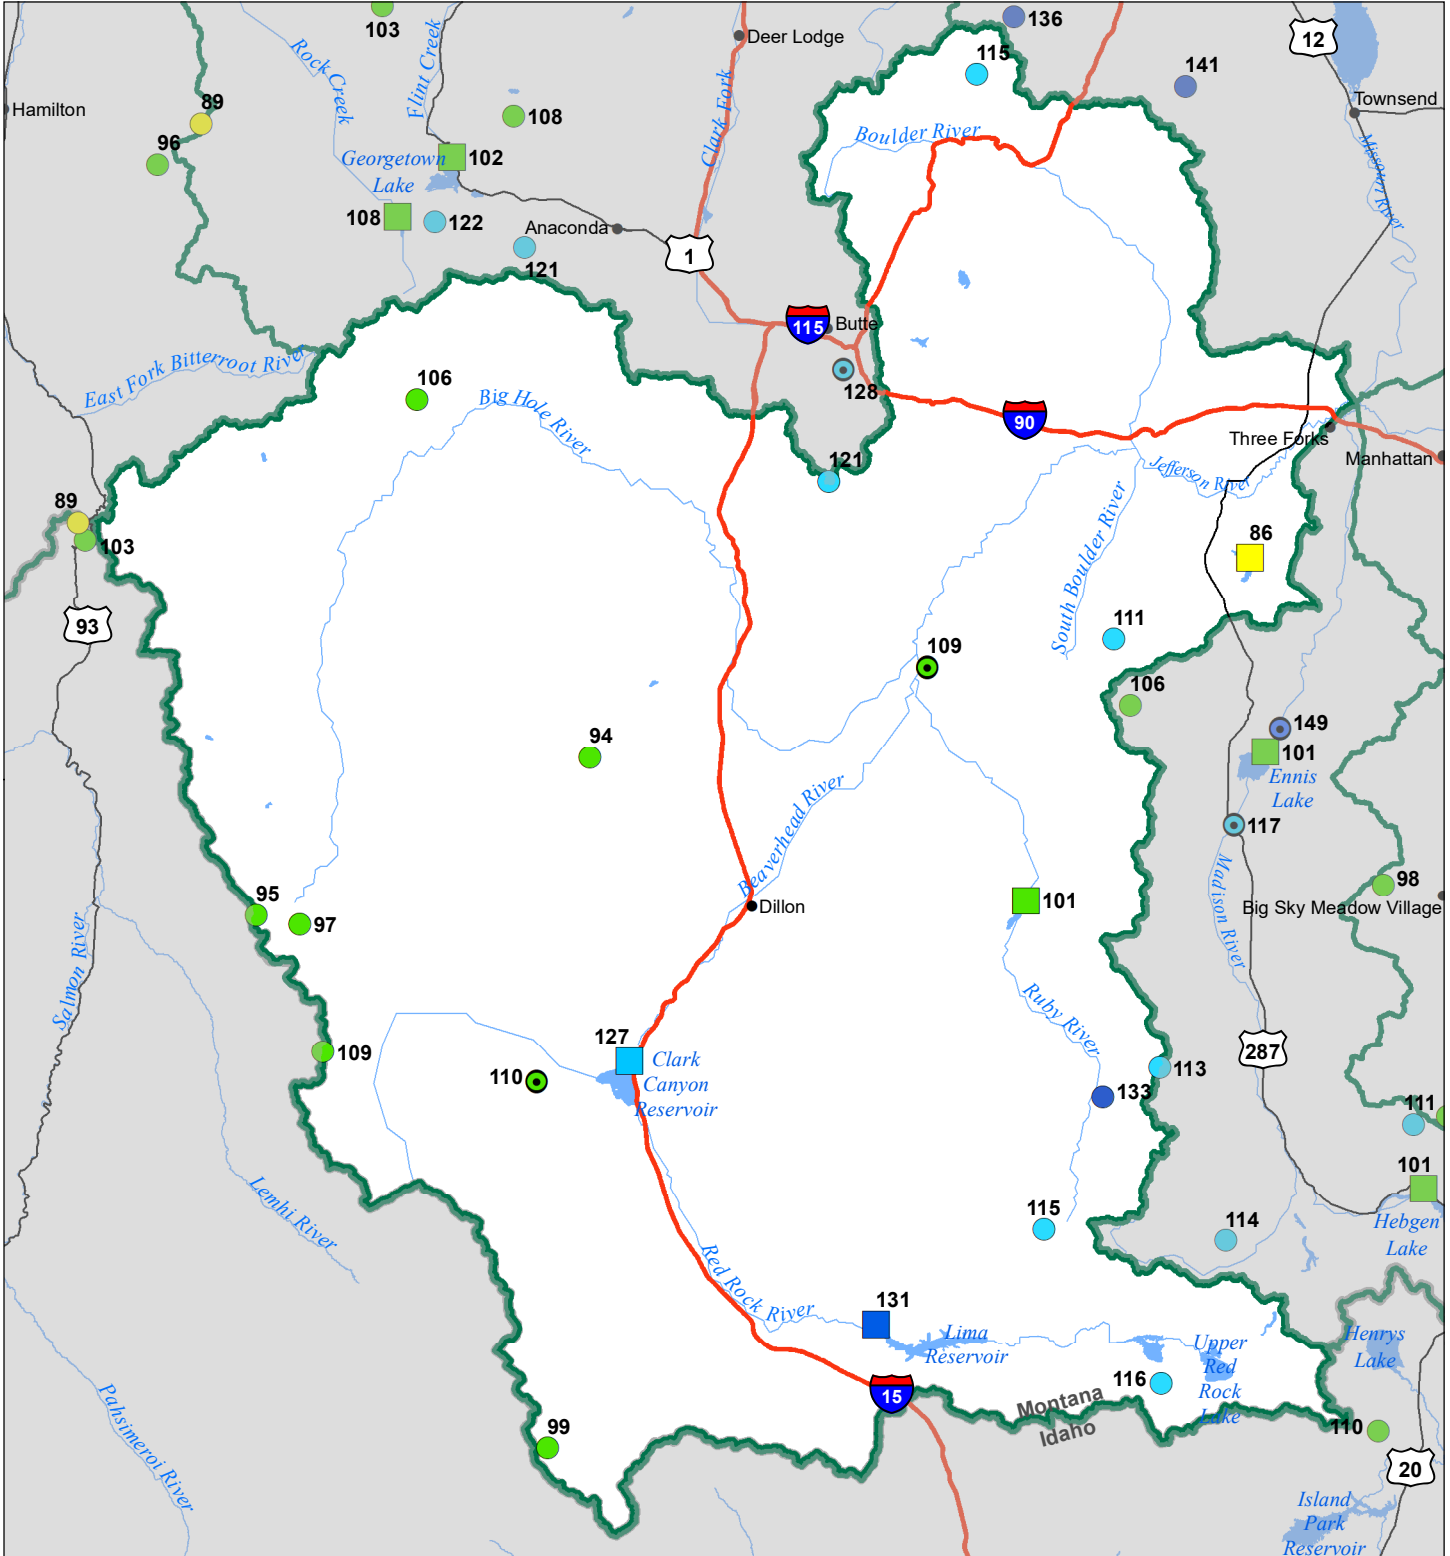 103
136
Deer Lodge
12
115
141
Rock Creek
Flint Creek
Clark Fork
Hamilton
89
108
Townsend
Boulder River
96
Georgetown
Lake
102
Missouri River
108
122
Anaconda
121
1
115
Butte
East Fork Bitterroot River
106
128
Big Hole River
90
Three Forks
Manhattan
121
Jefferson River
89
103
South Boulder River
86
93
111
109
106
149
101
Ennis
Lake
94
Beaverhead River
117
Madison River
98
Big Sky Meadow Village
95
97
Dillon
101
Salmon River
Ruby River
287
109
127
Clark
Canyon
Reservoir
110
113
133
111
101
Hebgen
Lake
Lemhi River
115
114
Red Rock River
131
Lima
Reservoir
Upper
Red
Rock
Lake
Henrys
Lake
116
15
Montana
Idaho
Pahsimeroi River
99
110
20
Island
Park
Reservoir